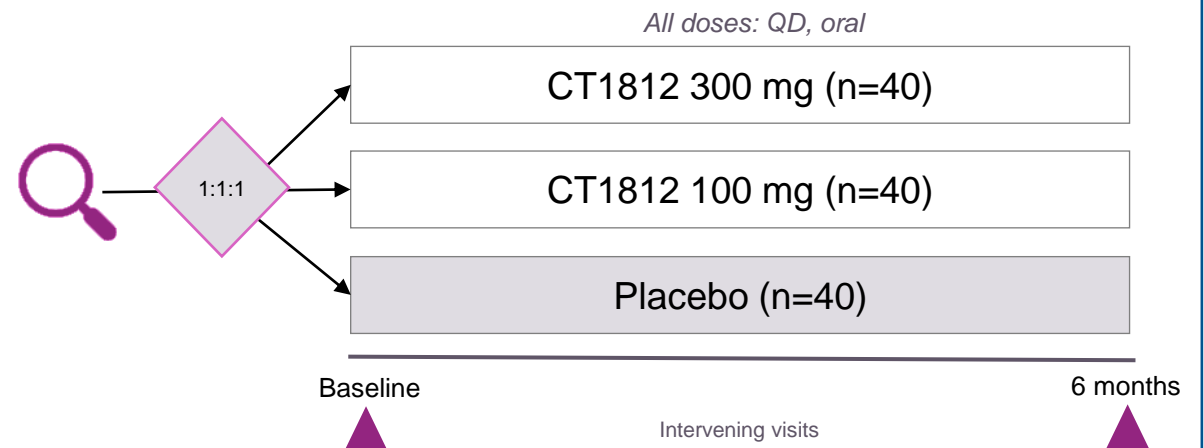 All doses: QD, oral
CT1812 300 mg (n=40)
1:1:1
CT1812 100 mg (n=40)
Placebo (n=40)
Baseline
6 months
Intervening visits